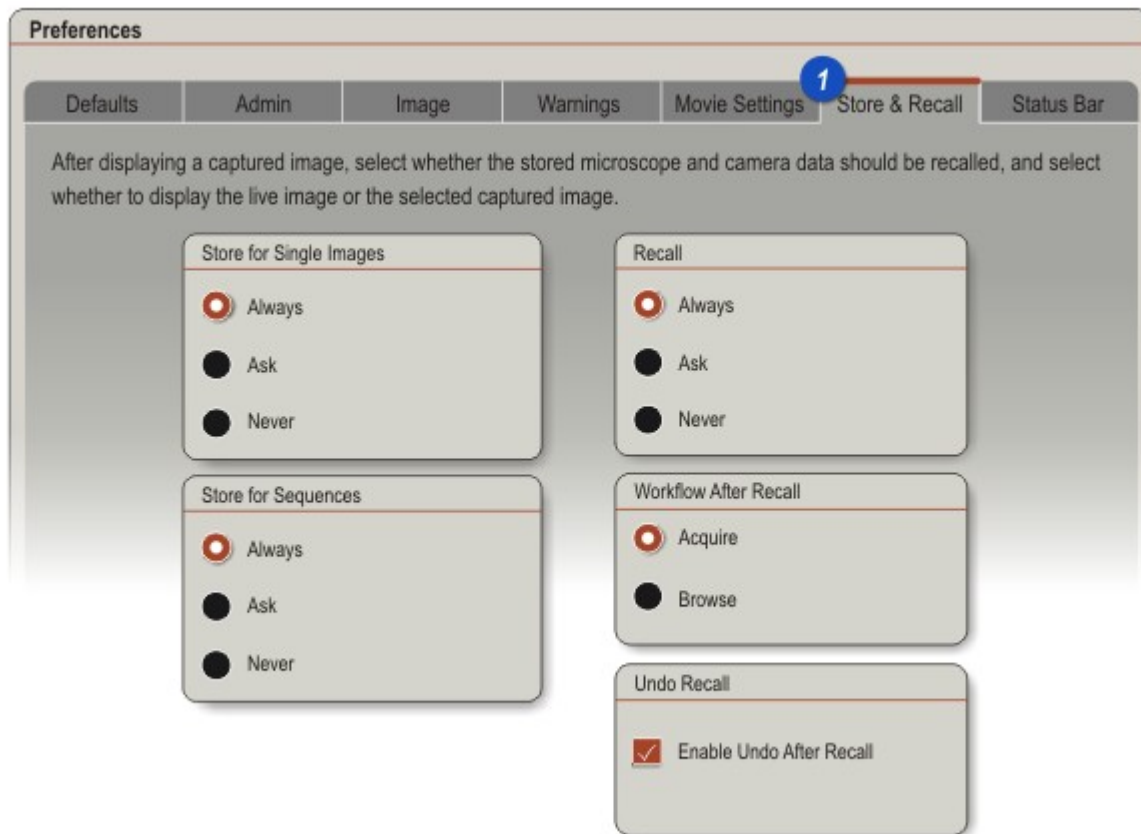 Preferences
1
Defaults
Admin
Image
Warnings
Movie Settings
Store & Recall
Status Bar
After displaying a captured image, select whether the stored microscope and camera data should be recalled, and select
whether to display the live image or the selected captured image.
Store for Single Images
Always
Ask
Never
Store for Sequences
Always
Ask
Never
Recall
Always
Ask
Never
Workflow After Recall
Acquire
Browse
Undo Recall
Enable Undo After Recall